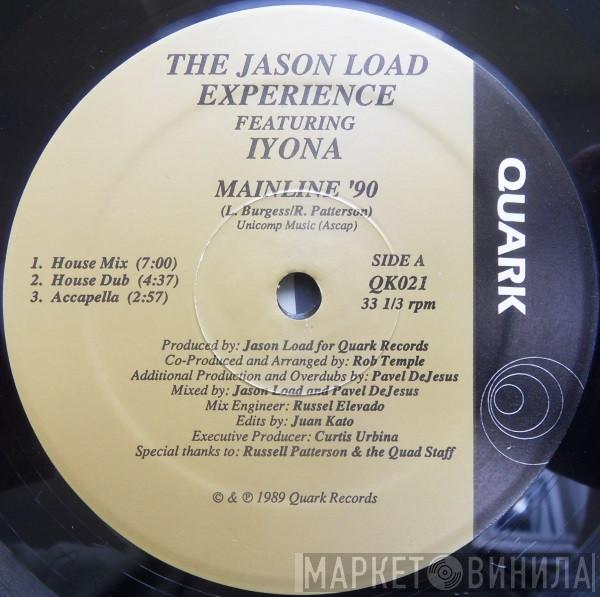 THE JASON LOAD
EXPERIENCE
FEATURING
IYONA
MAINLINE '90
(L. Burgess/R. Patterson)
Unicomp Music (Ascap)
1. House Mix (7:00)
2. House Dub (4:37)
3. Accapella (2:57)
SIDE A
QK021
33 1/3 rpm
QUARK
Produced by: Jason Load for Quark Records
Co-Produced and Arranged by: Rob Temple
Additional Production and Overdubs by: Pavel DeJesus
Mixed by: Jason Load and Pavel DeJesus
Mix Engineer: Russel Elevado
Edits by: Juan Kato
Executive Producer: Curtis Urbina
Special thanks to: Russell Patterson & the Quad Staff
© & ℗ 1989 Quark Records
МАРКЕТ ВИНИЛА